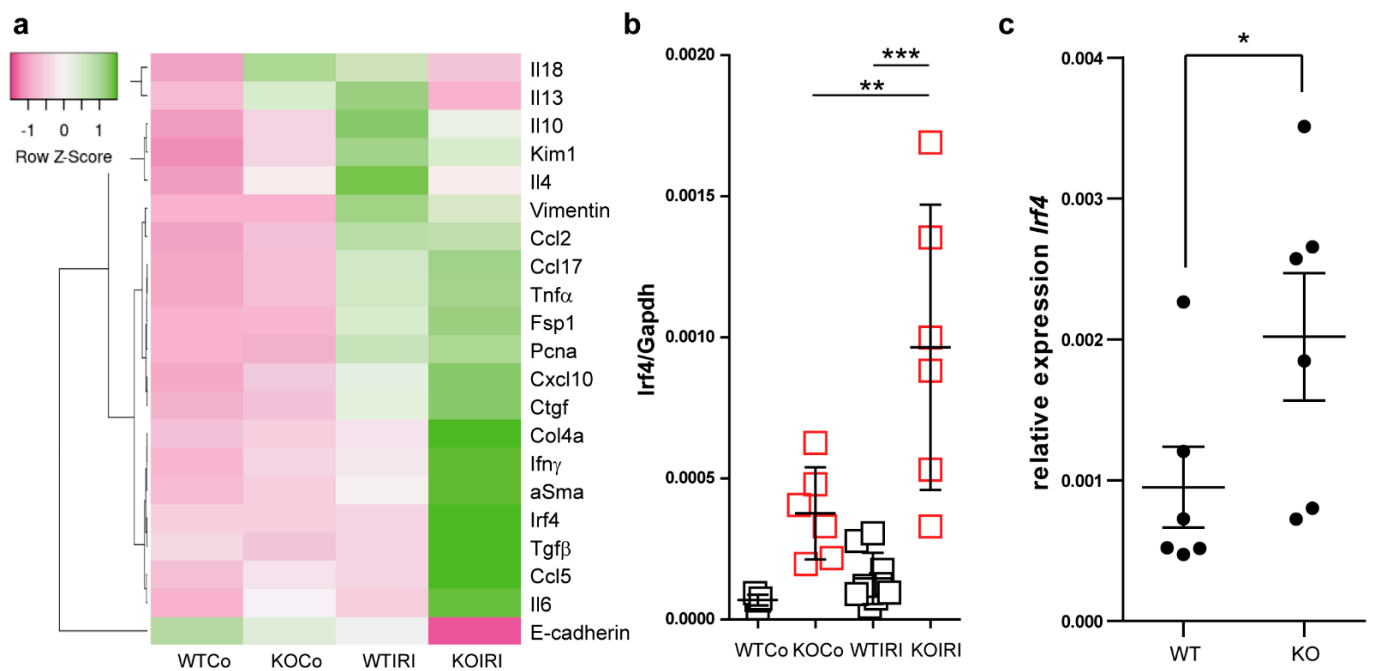 a
-1 0 1
Row Z-Score
Il18
Il13
Il10
Kim1
Il4
Vimentin
Ccl2
Ccl17
Tnfα
Fsp1
Pcna
Cxcl10
Ctgf
Col4a
Ifnγ
aSma
Irf4
Tgfβ
Ccl5
Il6
E-cadherin
WTCo KOCo WTIRI KOIRI
b
Irf4/Gapdh
0.0020
0.0015
0.0010
0.0005
0.0000
***
**
WTCo KOCo WTIRI KOIRI
c
relative expression Irf4
0.004
0.003
0.002
0.001
0.000
*
WT KO